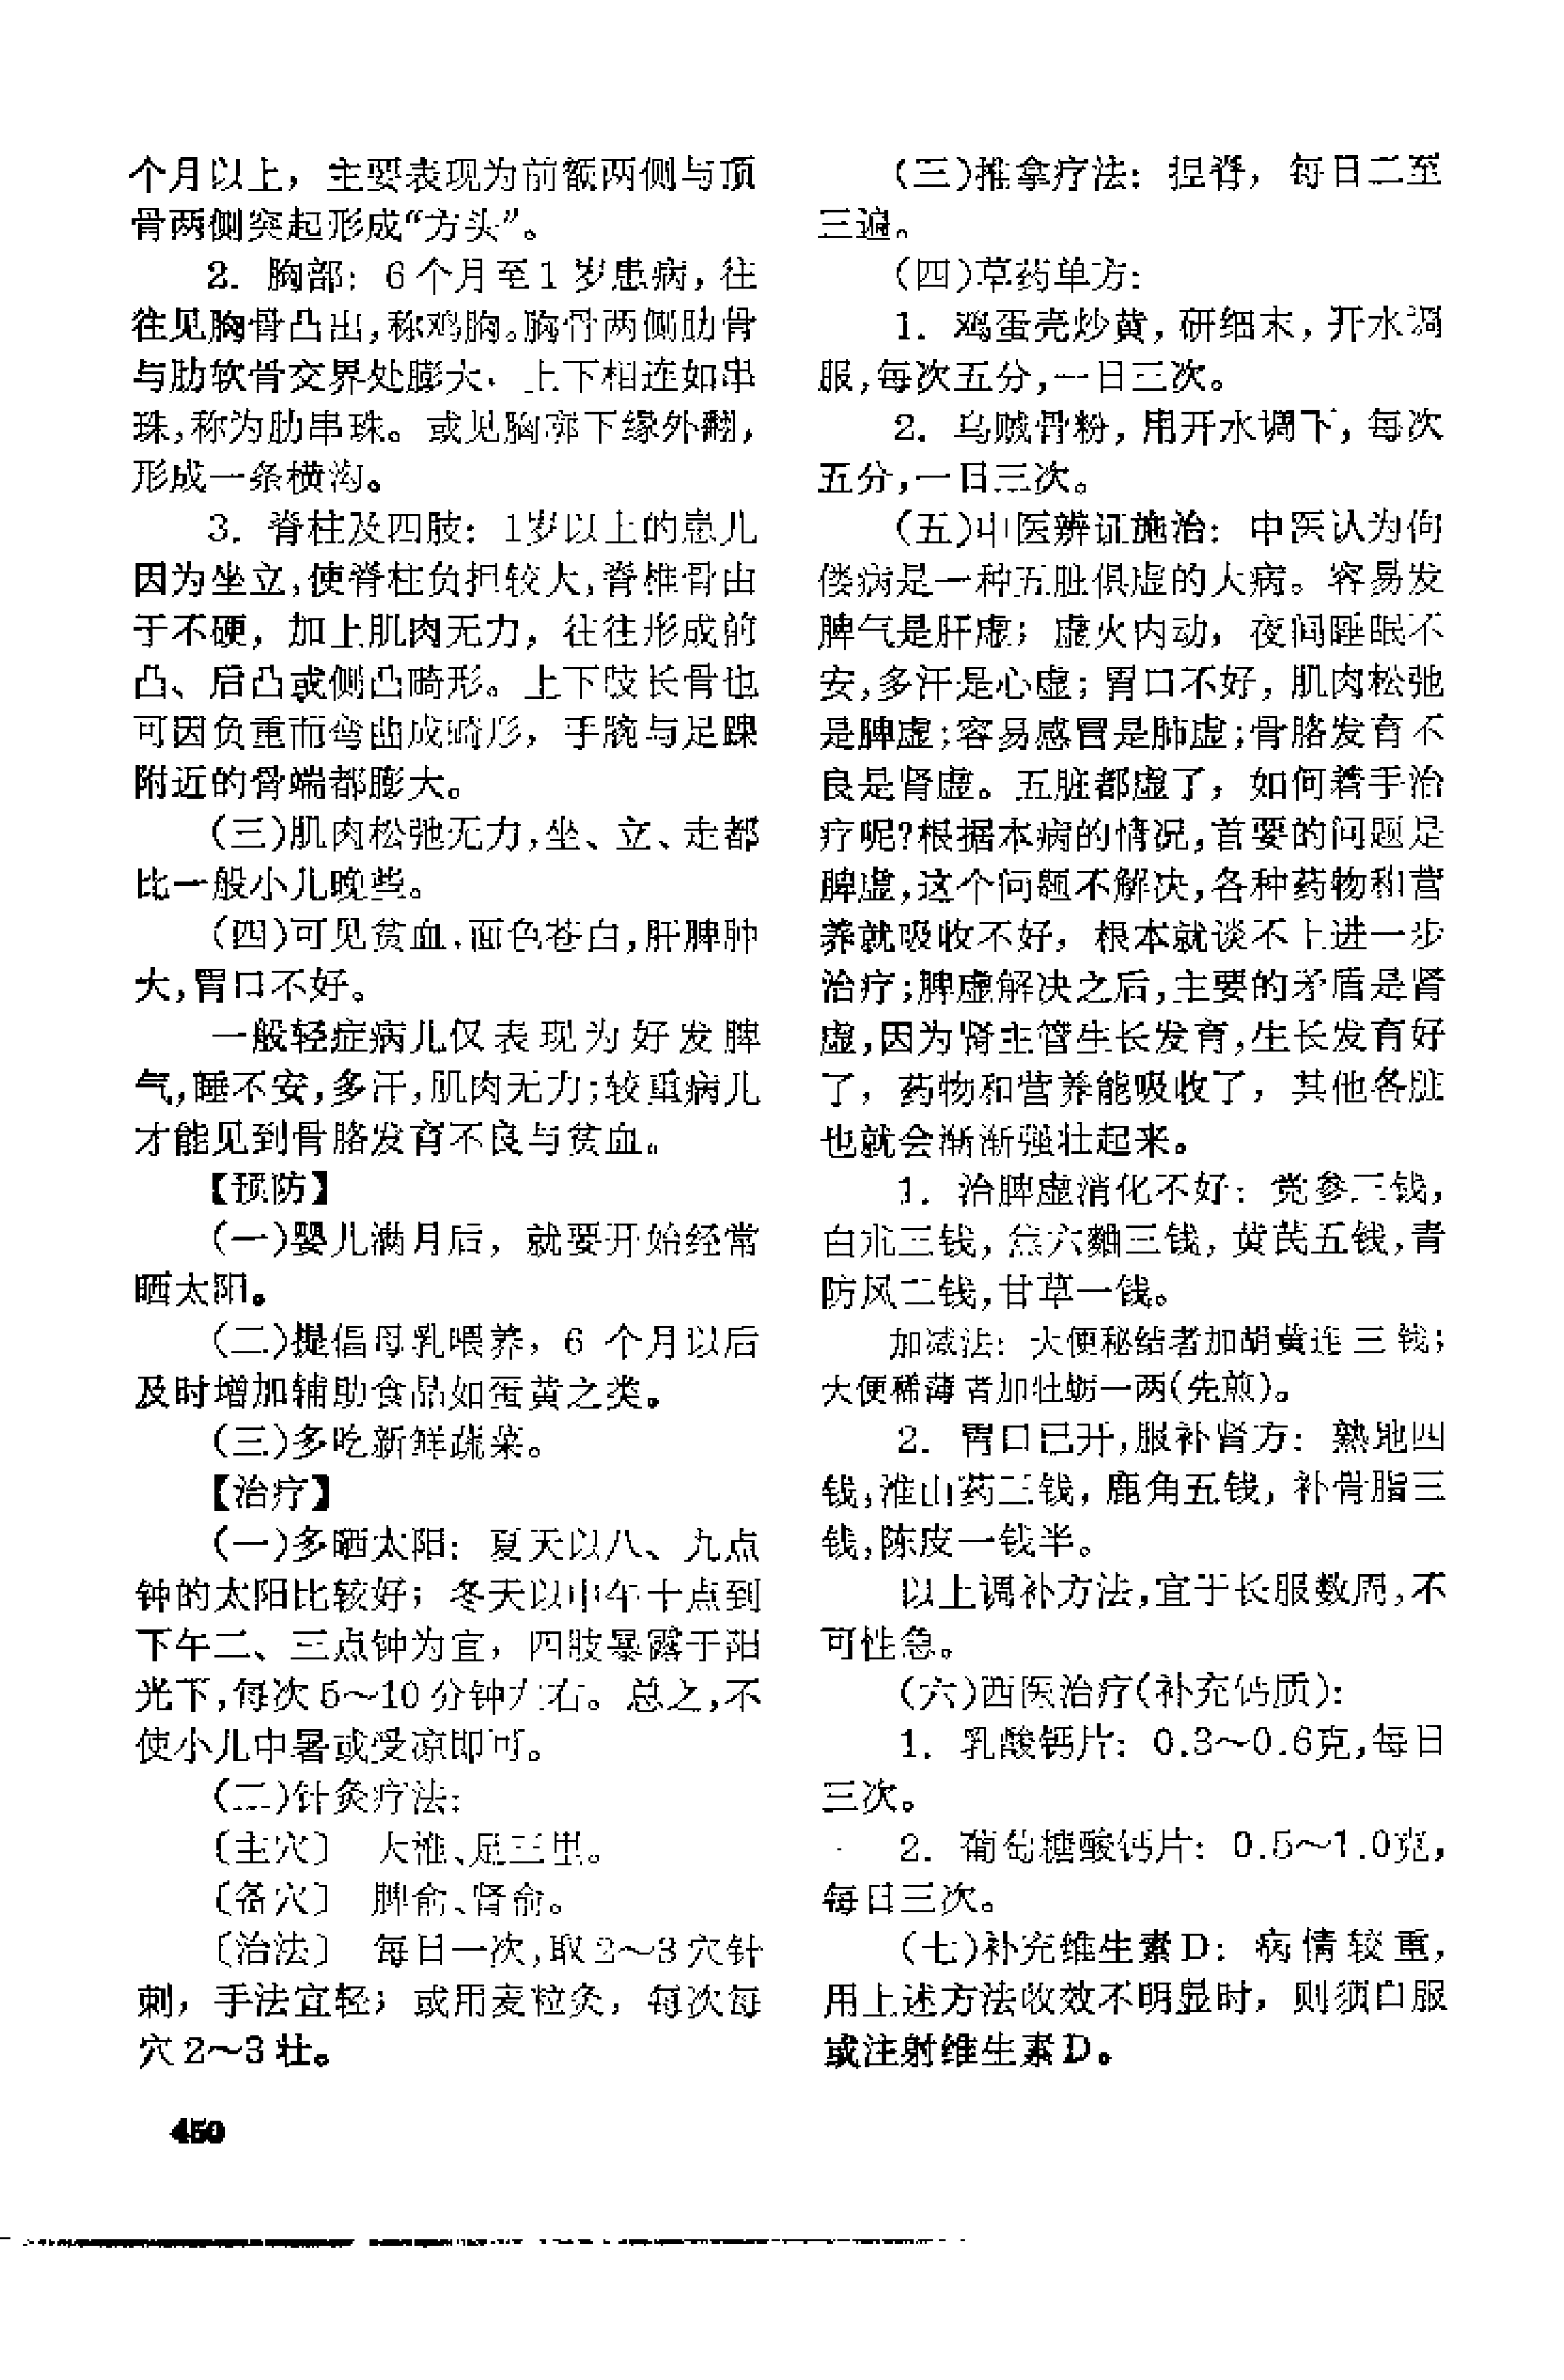 个月以上，主要表现为前额两侧与顶
骨两侧突起形成“方头”。
2. 胸部：6个月至1岁患病，往
往见胸骨凸出，称鸡胸。胸骨两侧肋骨
与肋软骨交界处膨大，上下相连如串
珠，称为肋串珠。或见胸廓下缘外翻，
形成一条横沟。
3. 脊柱及四肢：1岁以上的患儿
因为坐立，使脊柱负担较大，脊椎骨由
于不硬，加上肌肉无力，往往形成前
凸、后凸或侧凸畸形。上下肢长骨也
可因负重而弯曲成畸形，手腕与足踝
附近的骨端都膨大。
（三）肌肉松弛无力，坐、立、走都
比一般小儿晚些。
（四）可见贫血，面色苍白，肝脾肿
大，胃口不好。
一般轻症病儿仅表现为好发脾
气，睡不安，多汗，肌肉无力；较重病儿
才能见到骨胳发育不良与贫血。
【预防】
（一）婴儿满月后，就要开始经常
晒太阳。
（二）提倡母乳喂养，6个月以后
及时增加辅助食品如蛋黄之类。
（三）多吃新鲜蔬菜。
【治疗】
（一）多晒太阳：夏天以八、九点
钟的太阳比较好；冬天以中午十点到
下午二、三点钟为宜，四肢暴露于阳
光下，每次5～10分钟左右。总之，不
使小儿中暑或受凉即可。
（二）针灸疗法：
〔主穴〕 大椎、足三里。
〔备穴〕 脾俞、肾俞。
〔治法〕 每日一次，取2～3穴针
刺，手法宜轻；或用麦粒灸，每次每
穴2～3壮。
450
（三）推拿疗法：捏脊，每日二至
三遍。
（四）草药单方：
1. 鸡蛋壳炒黄，研细末，开水调
服，每次五分，一日三次。
2. 乌贼骨粉，用开水调下，每次
五分，一日三次。
（五）中医辨证施治：中医认为佝
偻病是一种五脏俱虚的大病。容易发
脾气是肝虚；虚火内动，夜间睡眠不
安，多汗是心虚；胃口不好，肌肉松弛
是脾虚；容易感冒是肺虚；骨胳发育不
良是肾虚。五脏都虚了，如何着手治
疗呢？根据本病的情况，首要的问题是
脾虚，这个问题不解决，各种药物和营
养就吸收不好，根本就谈不上进一步
治疗；脾虚解决之后，主要的矛盾是肾
虚，因为肾主管生长发育，生长发育好
了，药物和营养能吸收了，其他各脏
也就会渐渐强壮起来。
1. 治脾虚消化不好：党参三钱，
白朮三钱，焦六麯三钱，黄芪五钱，青
防风二钱，甘草一钱。
加减法：大便秘结者加胡黄连三钱；
大便稀薄者加牡蛎一两（先煎）。
2. 胃口已开，服补肾方：熟地四
钱，淮山药三钱，鹿角五钱，补骨脂三
钱，陈皮一钱半。
以上调补方法，宜于长服数周，不
可性急。
（六）西医治疗（补充钙质）：
1. 乳酸钙片：0.3～0.6克，每日
三次。
2. 葡萄糖酸钙片：0.5～1.0克，
每日三次。
（七）补充维生素D：病情较重，
用上述方法收效不明显时，则须口服
或注射维生素D。